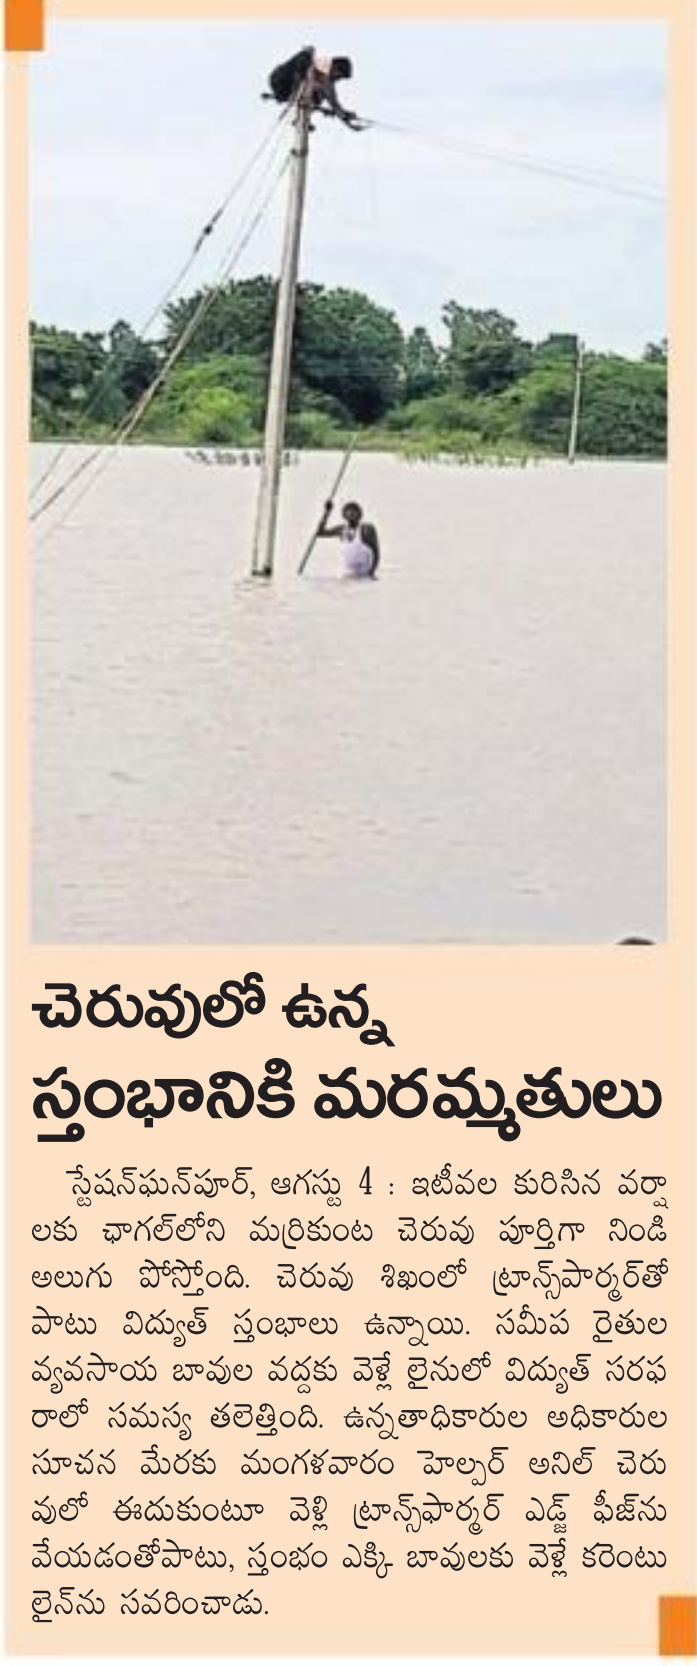 చెరువులో ఉన్న
స్తంభానికి మరమ్మతులు
స్టేషన్‌ఘన్‌పూర్, ఆగస్టు 4 : ఇటీవల కురిసిన వర్షా
లకు ఛాగల్‌లోని మర్రికుంట చెరువు పూర్తిగా నిండి
అలుగు పోస్తోంది. చెరువు శిఖంలో ట్రాన్స్‌పార్మర్‌తో
పాటు విద్యుత్ స్తంభాలు ఉన్నాయి. సమీప రైతుల
వ్యవసాయ బావుల వద్దకు వెళ్లే లైనులో విద్యుత్ సరఫ
రాలో సమస్య తలెత్తింది. ఉన్నతాధికారుల అధికారుల
సూచన మేరకు మంగళవారం హెల్పర్ అనిల్ చెరు
వులో ఈదుకుంటూ వెళ్లి ట్రాన్స్‌ఫార్మర్ ఎడ్జ్ ఫీజ్‌ను
వేయడంతోపాటు, స్తంభం ఎక్కి బావులకు వెళ్లే కరెంటు
లైన్‌ను సవరించాడు.